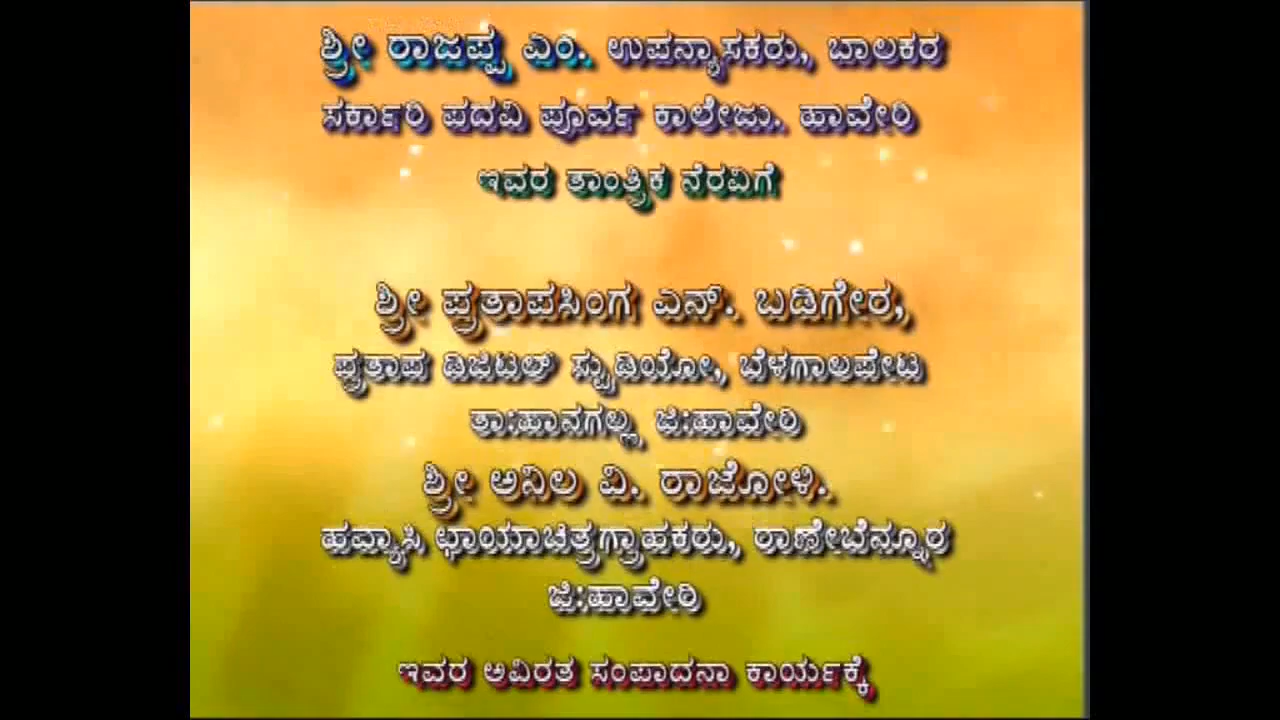 ಶ್ರೀ ರಾಜಪ್ಪ ಎಂ. ಉಪನ್ಯಾಸಕರು, ಬಾಲಕರ
ಸರ್ಕಾರಿ ಪದವಿ ಪೂರ್ವ ಕಾಲೇಜು. ಹಾವೇರಿ
ಇವರ ತಾಂತ್ರಿಕ ನೆರವಿಗೆ
ಶ್ರೀ ಪ್ರತಾಪಸಿಂಗ ಎನ್. ಬಡಿಗೇರ,
ಪ್ರತಾಪ ಡಿಜಿಟಲ್ ಸ್ಟುಡಿಯೋ, ಬೆಳಗಾಲಪೇಟ
ತಾ:ಹಾನಗಲ್ಲ ಜಿ:ಹಾವೇರಿ
ಶ್ರೀ ಅನಿಲ ವಿ. ರಾಜೋಳಿ.
ಹವ್ಯಾಸಿ ಛಾಯಾಚಿತ್ರಗ್ರಾಹಕರು, ರಾಣೇಬೆನ್ನೂರ
ಜಿ:ಹಾವೇರಿ
ಇವರ ಅವಿರತ ಸಂಪಾದನಾ ಕಾರ್ಯಕ್ಕೆ